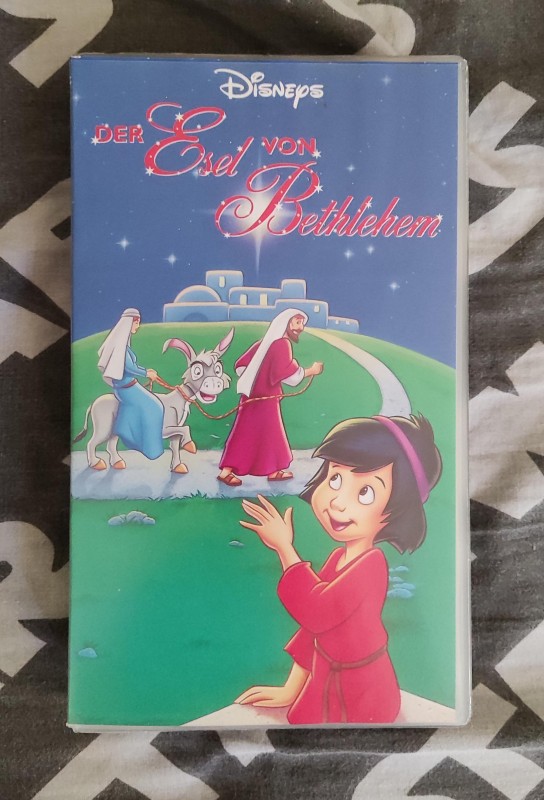 Disneys
DER Esel VON
Bethlehem